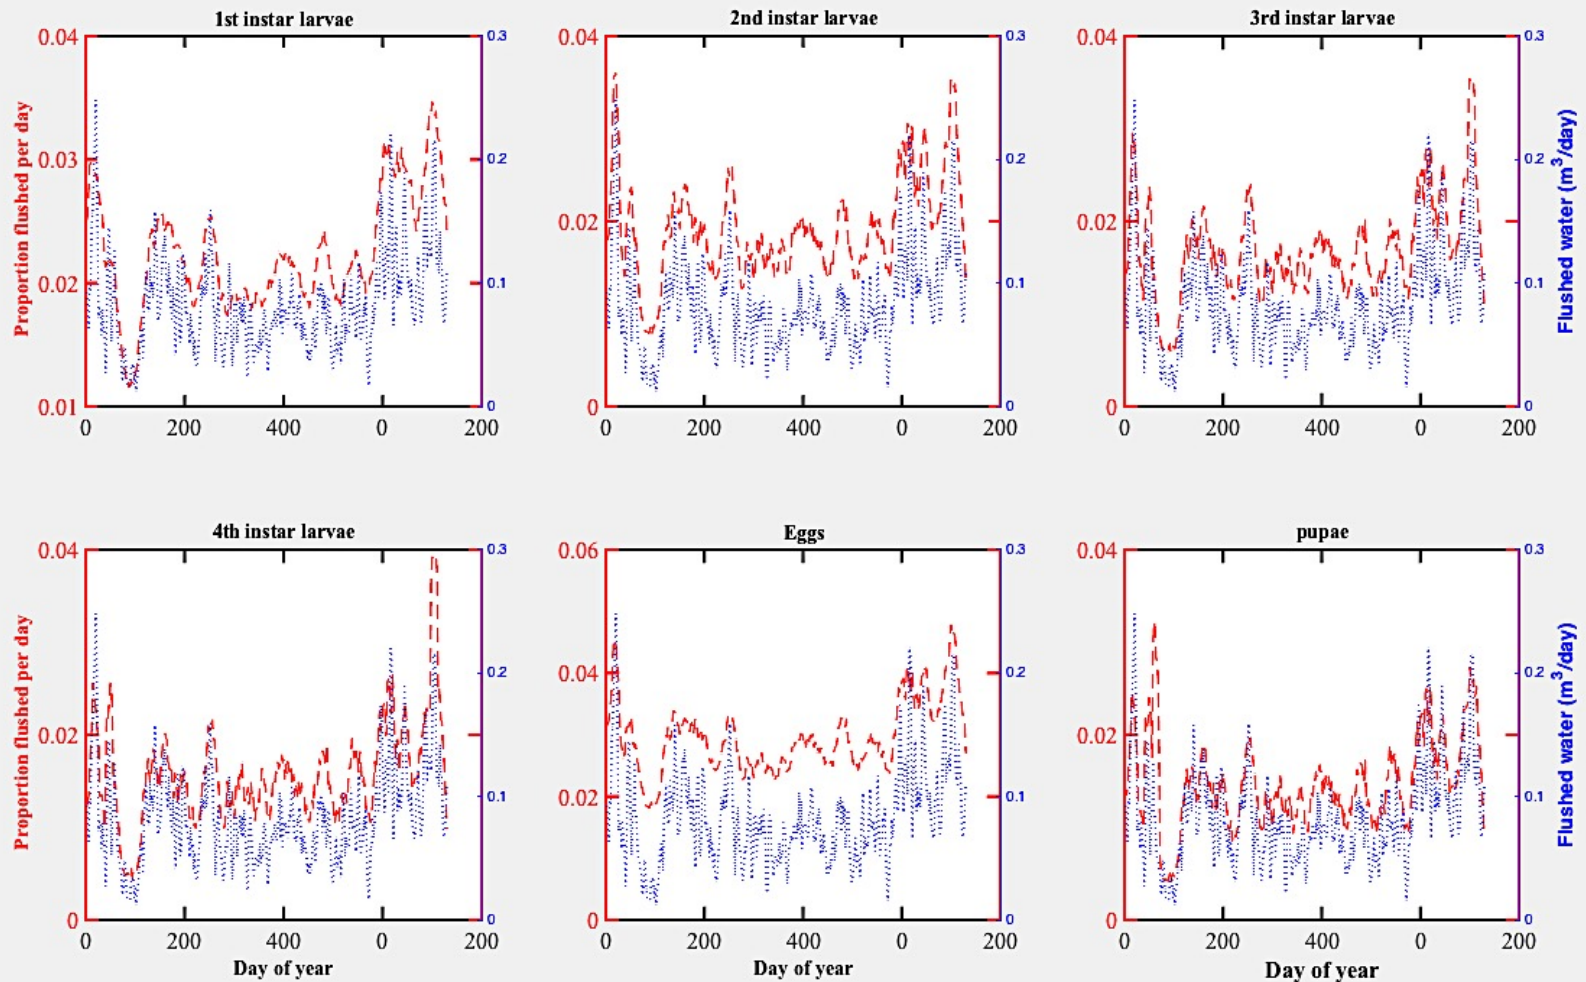 1st instar larvae
2nd instar larvae
3rd instar larvae
0.04 0.3 0.04 0.3 0.04 0.3
Proportion flushed per day
0.03 0.2 0.2 0.2
0.02 0.02
Flushed water (m³/day)
0.02 0.1 0.1 0.1
0.01 0 0 0 0 0
0 200 400 0 200 0 200 400 0 200 0 200 400 0 200
4th instar larvae
Eggs
pupae
0.04 0.3 0.06 0.3 0.04 0.3
Proportion flushed per day
0.2 0.04 0.2 0.2
0.02 0.02
Flushed water (m³/day)
0.1 0.02 0.1 0.1
0 0 0 0 0 0
0 200 400 0 200 0 200 400 0 200 0 200 400 0 200
Day of year
Day of year
Day of year